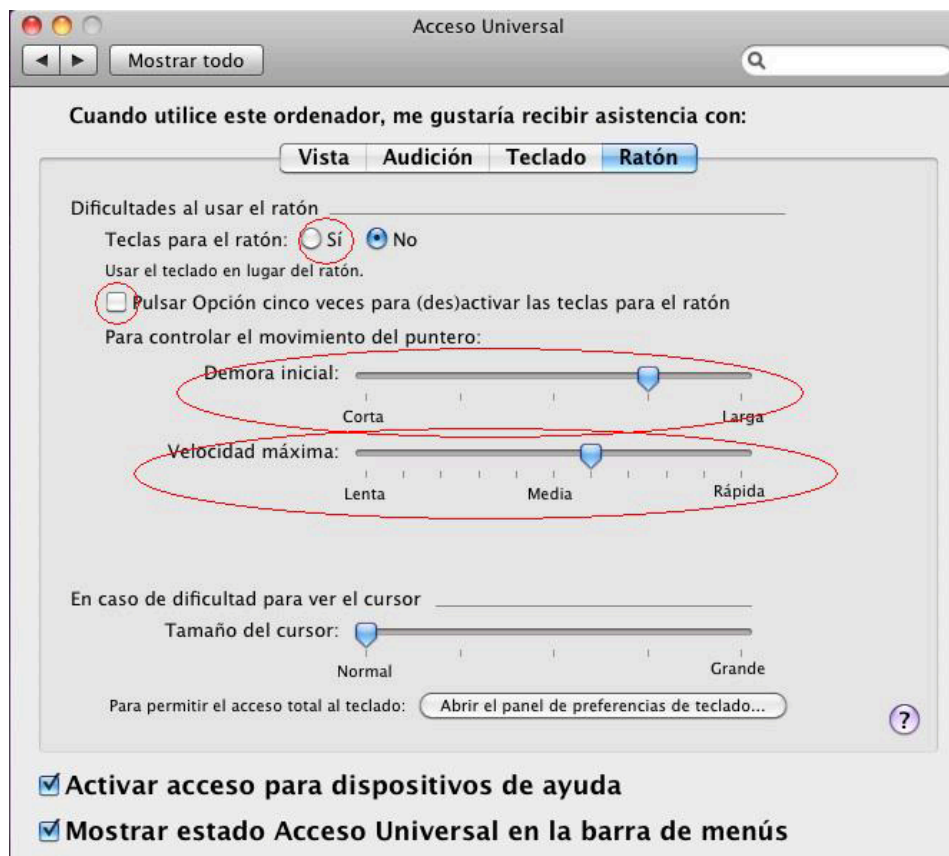 Acceso Universal
Mostrar todo
Cuando utilice este ordenador, me gustaría recibir asistencia con:
Vista Audición Teclado Ratón
Dificultades al usar el ratón
Teclas para el ratón: Sí No
Usar el teclado en lugar del ratón.
Pulsar Opción cinco veces para (des)activar las teclas para el ratón
Para controlar el movimiento del puntero:
Demora inicial:
Corta Larga
Velocidad máxima:
Lenta Media Rápida
En caso de dificultad para ver el cursor
Tamaño del cursor:
Normal Grande
Para permitir el acceso total al teclado: Abrir el panel de preferencias de teclado...
?
Activar acceso para dispositivos de ayuda
Mostrar estado Acceso Universal en la barra de menús